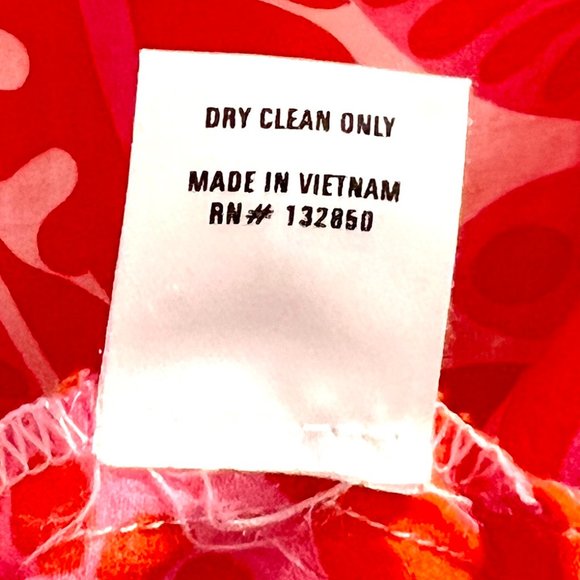 DRY CLEAN ONLY
MADE IN VIETNAM
RN# 132860